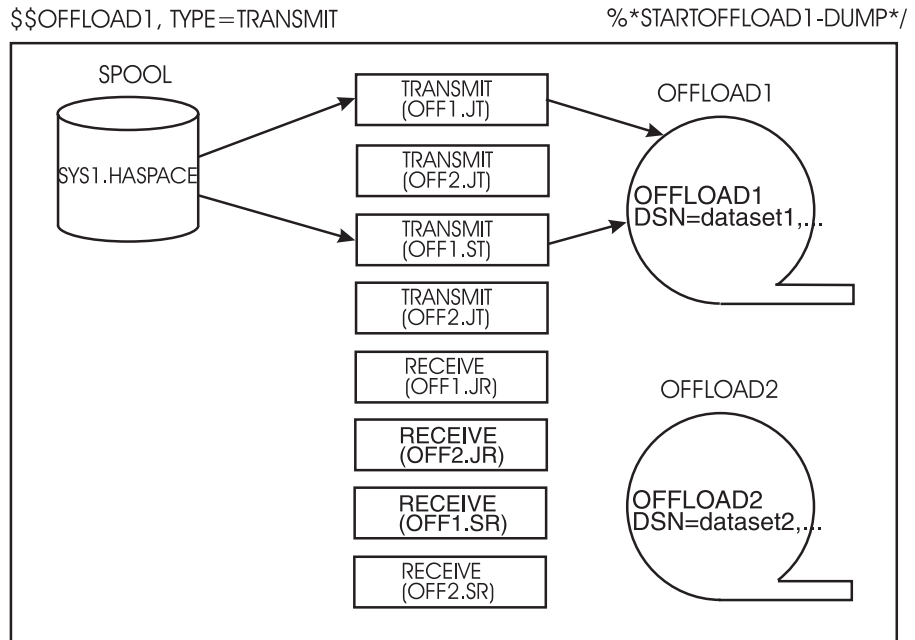 $$OFFLOAD1, TYPE=TRANSMIT
%*STARTOFFLOAD1-DUMP*/
SPOOL
SYS1.HASPACE
TRANSMIT
(OFF1.JT)
TRANSMIT
(OFF2.JT)
TRANSMIT
(OFF1.ST)
TRANSMIT
(OFF2.JT)
RECEIVE
(OFF1.JR)
RECEIVE
(OFF2.JR)
RECEIVE
(OFF1.SR)
RECEIVE
(OFF2.SR)
OFFLOAD1
OFFLOAD1
DSN=dataset1,...
OFFLOAD2
OFFLOAD2
DSN=dataset2,...